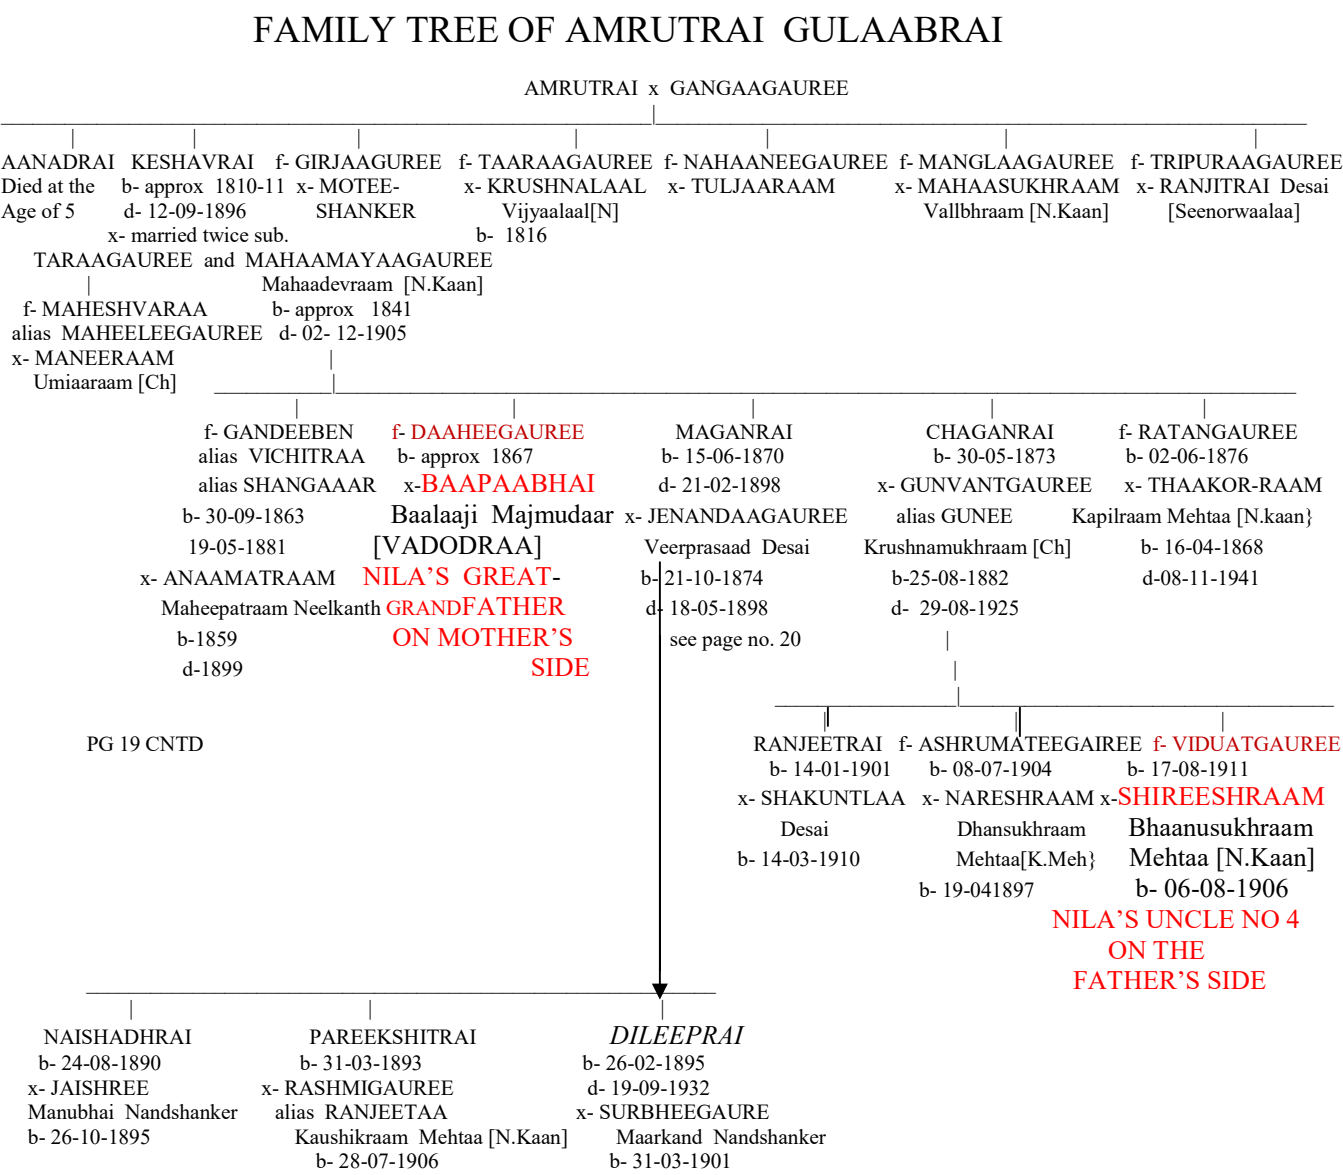 FAMILY TREE OF AMRUTRAI GULAABRAI
AMRUTRAI x GANGAAGAUREE
AANADRAI KESHAVRAI f- GIRJAAGUREE f- TAARAAGAUREE f- NAHAANEEGAUREE f- MANGLAAGAUREE f- TRIPURAAGAUREE
Died at the b- approx 1810-11 x- MOTEE- x- KRUSHNALAAL x- TULJAARAAM x- MAHAASUKHRAAM x- RANJITRAI Desai
Age of 5 d- 12-09-1896 SHANKER Vijyaalaal[N] Vallbhraam [N.Kaan] [Seenorwaalaa]
x- married twice sub. b- 1816
TARAAGAUREE and MAHAAMAYAAGAUREE
Mahaadevraam [N.Kaan]
f- MAHESHVARAA b- approx 1841
alias MAHEELEEGAUREE d- 02- 12-1905
x- MANEERAAM
Umiaaraam [Ch]
f- GANDEEBEN f- DAAHEEGAUREE MAGANRAI CHAGANRAI f- RATANGAUREE
alias VICHITRAA b- approx 1867 b- 15-06-1870 b- 30-05-1873 b- 02-06-1876
alias SHANGAAAR x-BAAPAABHAI d- 21-02-1898 x- GUNVANTGAUREE x- THAAKOR-RAAM
b- 30-09-1863 Baalaaji Majmudaar x- JENANDAAGAUREE alias GUNEE Kapilraam Mehtaa [N.kaan}
19-05-1881 [VADODRAA] Veerprasaad Desai Krushnamukhraam [Ch] b- 16-04-1868
x- ANAAMATRAAM NILA’S GREAT- b- 21-10-1874 b-25-08-1882 d-08-11-1941
Maheepatraam Neelkanth GRANDFATHER d- 18-05-1898 d- 29-08-1925
b-1859 ON MOTHER’S see page no. 20
d-1899 SIDE
PG 19 CNTD RANJEETRAI f- ASHRUMATEEGAIREE f- VIDUATGAUREE
b- 14-01-1901 b- 08-07-1904 b- 17-08-1911
x- SHAKUNTLAA x- NARESHRAAM x-SHIREESHRAAM
Desai Dhansukhraam Bhaanusukhraam
b- 14-03-1910 Mehtaa[K.Meh} Mehtaa [N.Kaan]
b- 19-041897 b- 06-08-1906
NILA’S UNCLE NO 4
ON THE
FATHER’S SIDE
NAISHADHRAI PAREEKSHITRAI DILEEPRAI
b- 24-08-1890 b- 31-03-1893 b- 26-02-1895
x- JAISHREE x- RASHMIGAUREE d- 19-09-1932
Manubhai Nandshanker alias RANJEETAA x- SURBHEEGAURE
b- 26-10-1895 Kaushikraam Mehtaa [N.Kaan] Maarkand Nandshanker
b- 28-07-1906 b- 31-03-1901